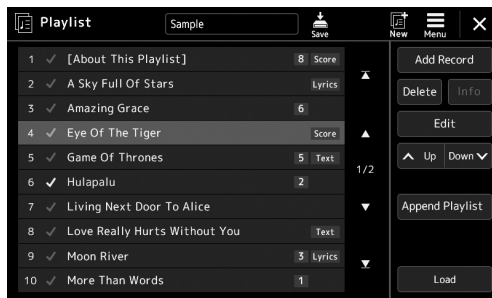 Playlist Sample Save New Menu
1 [About This Playlist] 8 Score
2 A Sky Full Of Stars Lyrics
3 Amazing Grace 6
4 Eye Of The Tiger Score
5 Game Of Thrones 5 Text
6 Hulapalu 2
7 Living Next Door To Alice
8 Love Really Hurts Without You Text
9 Moon River 3 Lyrics
10 More Than Words 1
1/2
Add Record
Delete Info
Edit
Up Down
Append Playlist
Load